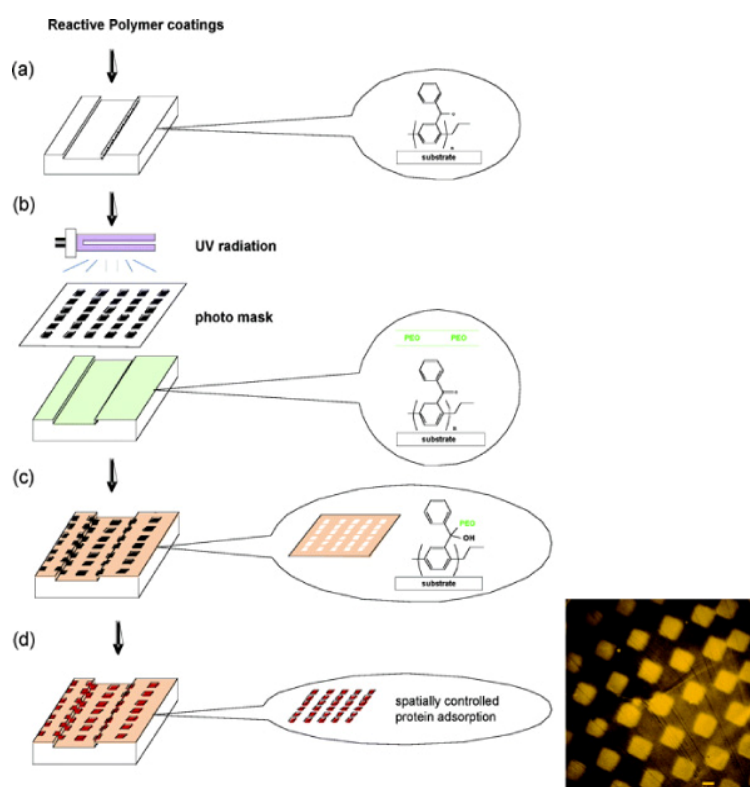 Reactive Polymer coatings
(a)
substrate
(b)
UV radiation
photo mask
PEO PEO
substrate
(c)
PEO
OH
substrate
(d)
spatially controlled
protein adsorption